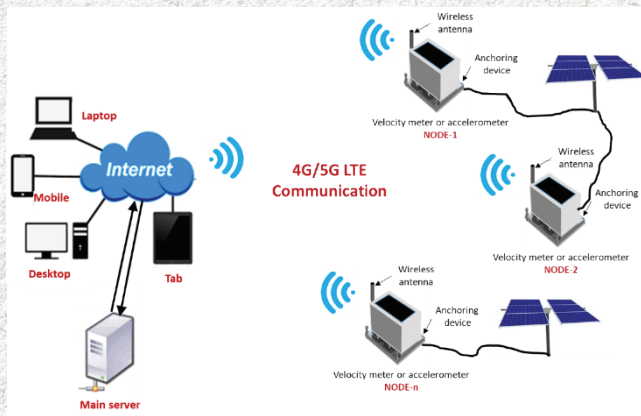 Laptop
Internet
Mobile
Desktop
Tab
Main server
4G/5G LTE
Communication
Wireless
antenna
Anchoring
device
Velocity meter or accelerometer
NODE-1
Wireless
antenna
Anchoring
device
Velocity meter or accelerometer
NODE-2
Wireless
antenna
Anchoring
device
Velocity meter or accelerometer
NODE-n